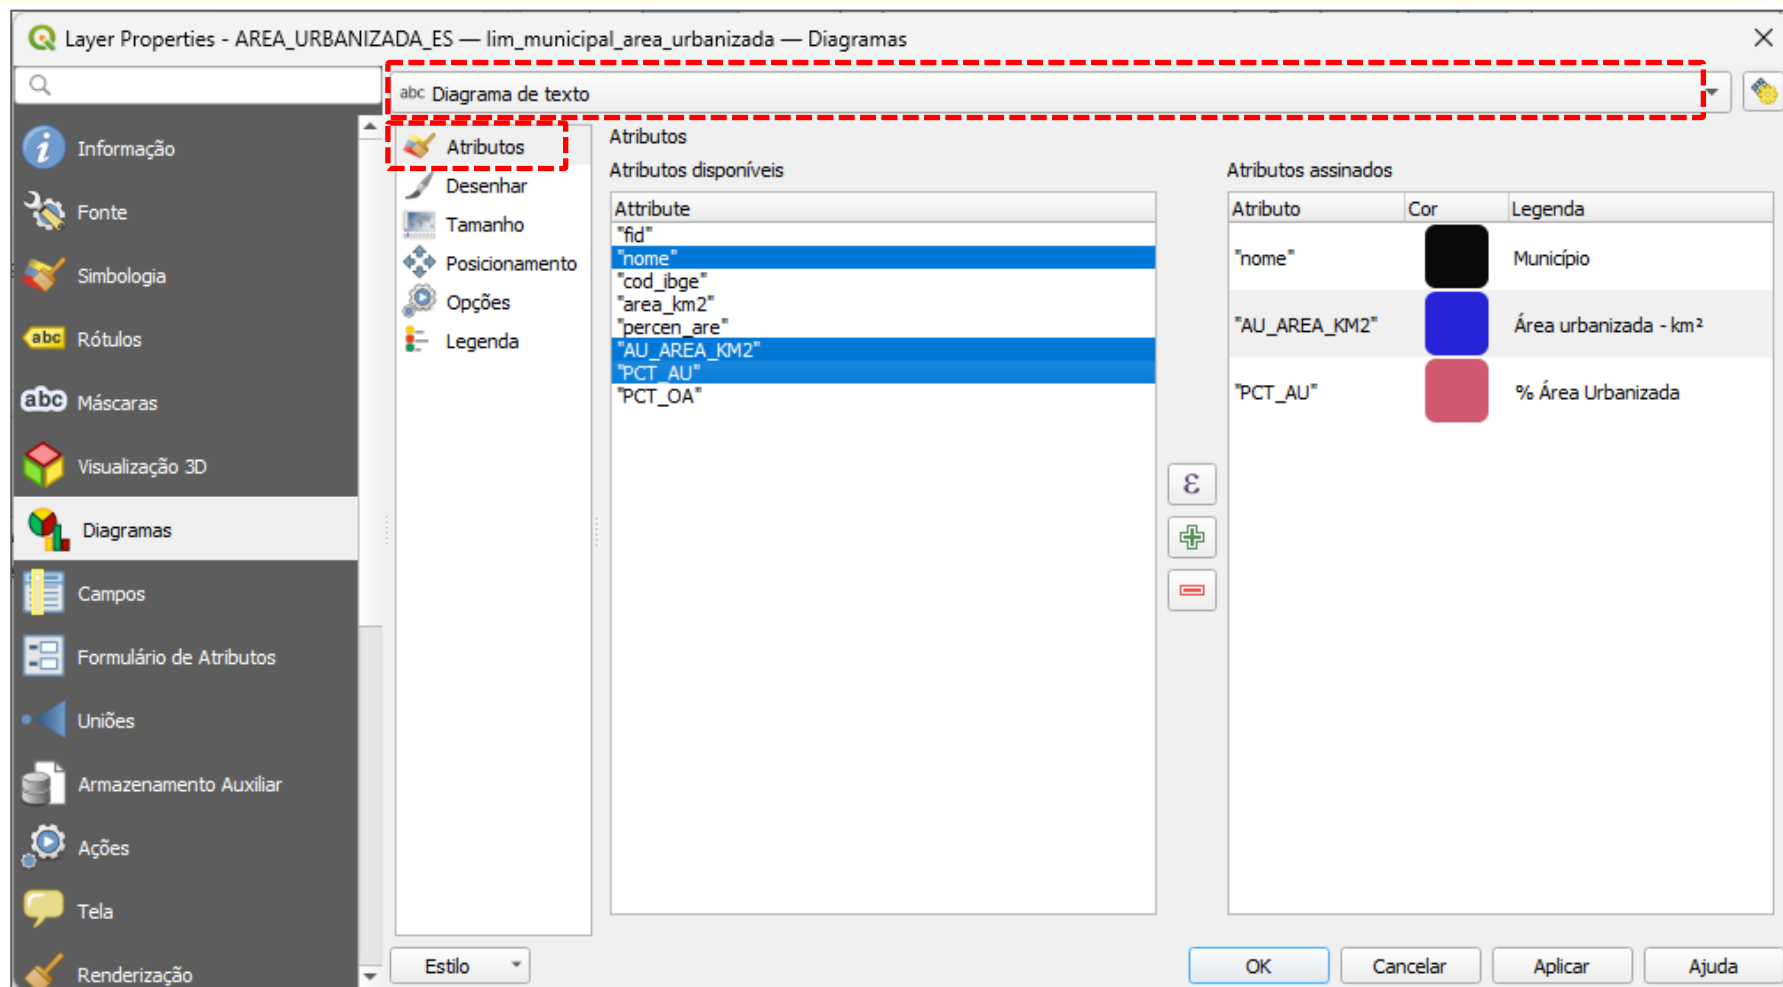 Layer Properties - AREA_URBANIZADA_ES — lim_municipal_area_urbanizada — Diagramas
abc Diagrama de texto
Informação
Fonte
Simbologia
abc Rótulos
abc Máscaras
Visualização 3D
Diagramas
Campos
Formulário de Atributos
Uniões
Armazenamento Auxiliar
Ações
Tela
Renderização
Atributos
Desenhar
Tamanho
Posicionamento
Opções
Legenda
Atributos
Atributos disponíveis
Attribute
"fid"
"nome"
"cod_ibge"
"area_km2"
"percen_are"
"AU_AREA_KM2"
"PCT_AU"
"PCT_OA"
ε
Atributos assinados
Atributo Cor Legenda
"nome" Município
"AU_AREA_KM2" Área urbanizada - km²
"PCT_AU" % Área Urbanizada
Estilo
OK Cancelar Aplicar Ajuda